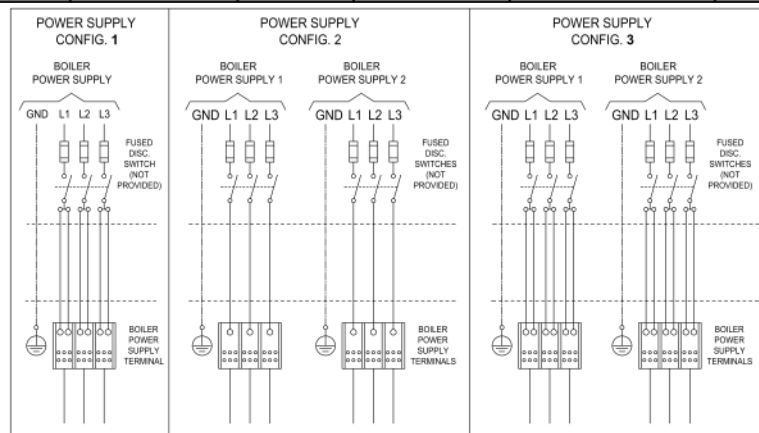 POWER SUPPLY
CONFIG. 1
BOILER
POWER SUPPLY
GND L1 L2 L3
FUSED
DISC.
SWITCH
(NOT
PROVIDED)
BOILER
POWER
SUPPLY
TERMINAL
POWER SUPPLY
CONFIG. 2
BOILER
POWER SUPPLY 1
BOILER
POWER SUPPLY 2
GND L1 L2 L3
GND L1 L2 L3
FUSED
DISC.
SWITCHES
(NOT
PROVIDED)
BOILER
POWER
SUPPLY
TERMINALS
POWER SUPPLY
CONFIG. 3
BOILER
POWER SUPPLY 1
BOILER
POWER SUPPLY 2
GND L1 L2 L3
GND L1 L2 L3
FUSED
DISC.
SWITCHES
(NOT
PROVIDED)
BOILER
POWER
SUPPLY
TERMINALS